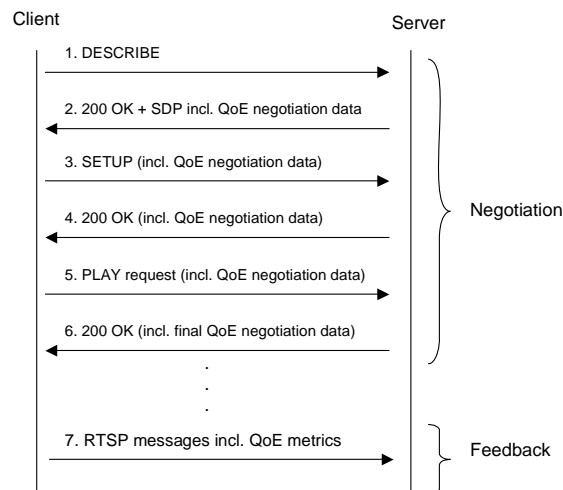 Client
Server
1. DESCRIBE
2. 200 OK + SDP incl. QoE negotiation data
3. SETUP (incl. QoE negotiation data)
4. 200 OK (incl. QoE negotiation data)
Negotiation
5. PLAY request (incl. QoE negotiation data)
6. 200 OK (incl. final QoE negotiation data)
.
.
.
7. RTSP messages incl. QoE metrics
Feedback